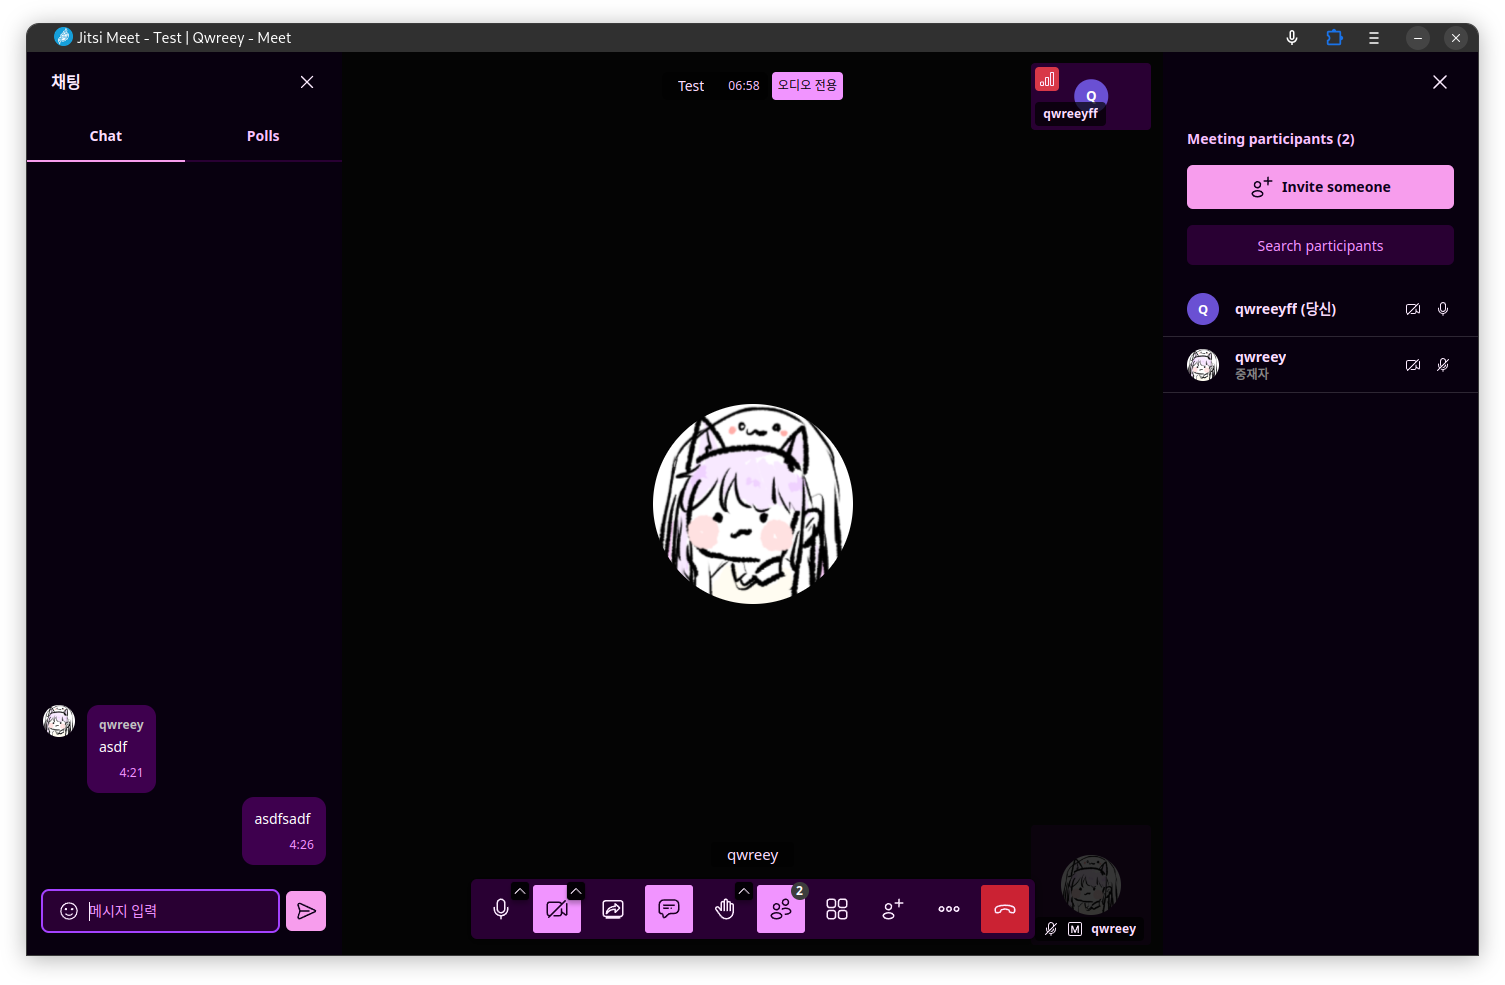 Jitsi Meet - Test | Qwreey - Meet
채팅
Chat
Polls
qwreey
asdf
4:21
asdfsadf
4:26
메시지 입력
Test
06:58
오디오 전용
Q
qwreeyff
qwreey
2
M
qwreey
Meeting participants (2)
Invite someone
Search participants
Q
qwreeyff (당신)
qwreey
중재자